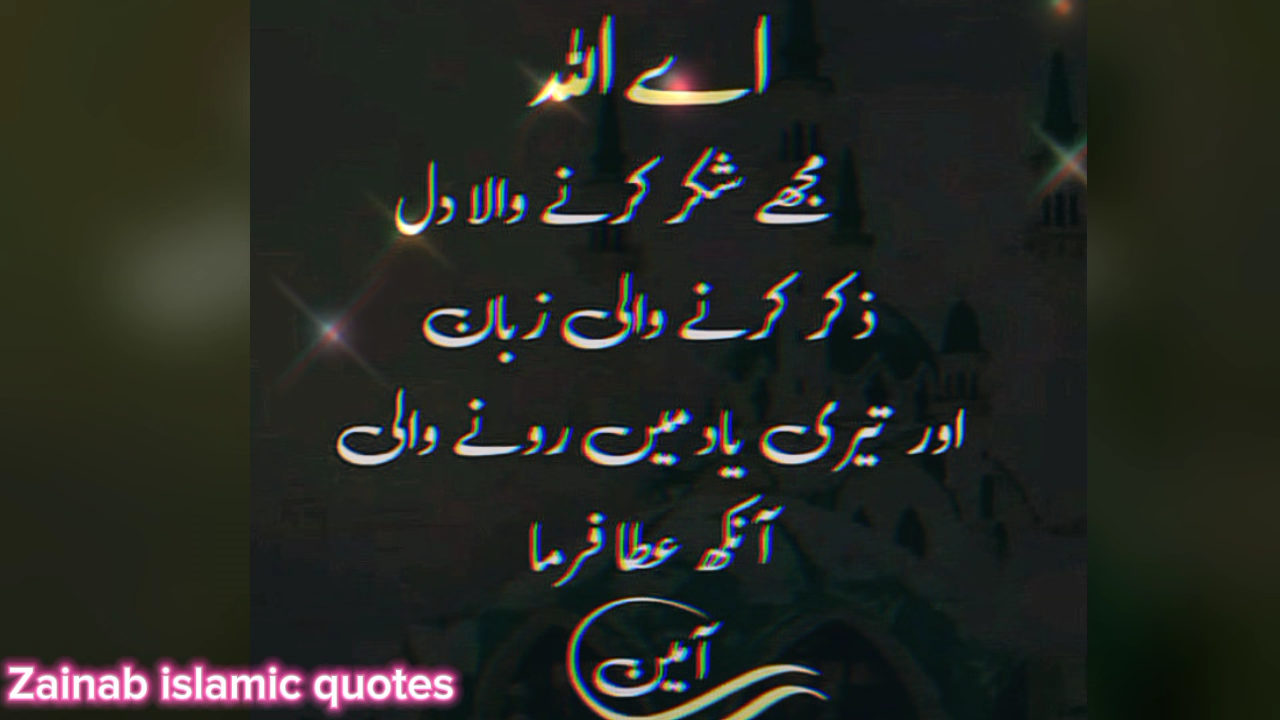 اے اللہ
مجھے شکر کرنے والا دل
ذکر کرنے والی زبان
اور تیری یاد میں رونے والی
آنکھ عطا فرما
آمین
Zainab islamic quotes